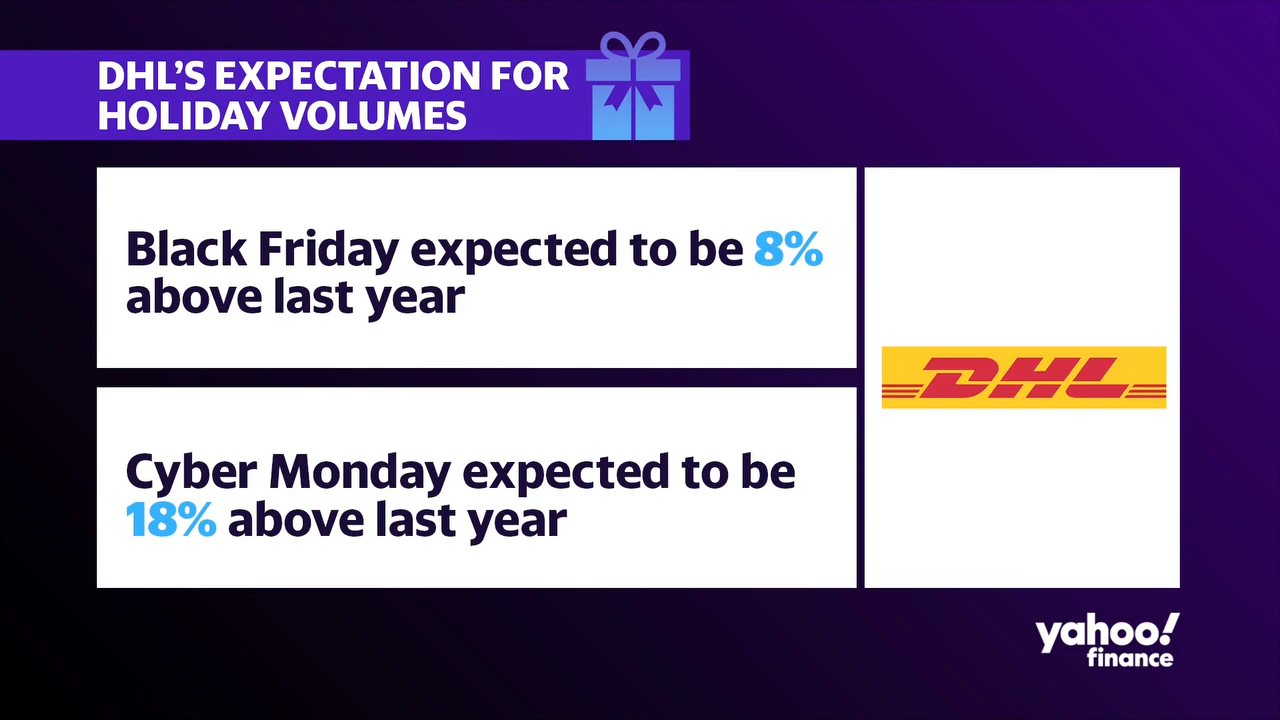 DHL’S EXPECTATION FOR
HOLIDAY VOLUMES
Black Friday expected to be 8%
above last year
Cyber Monday expected to be
18% above last year
DHL
yahoo!
finance